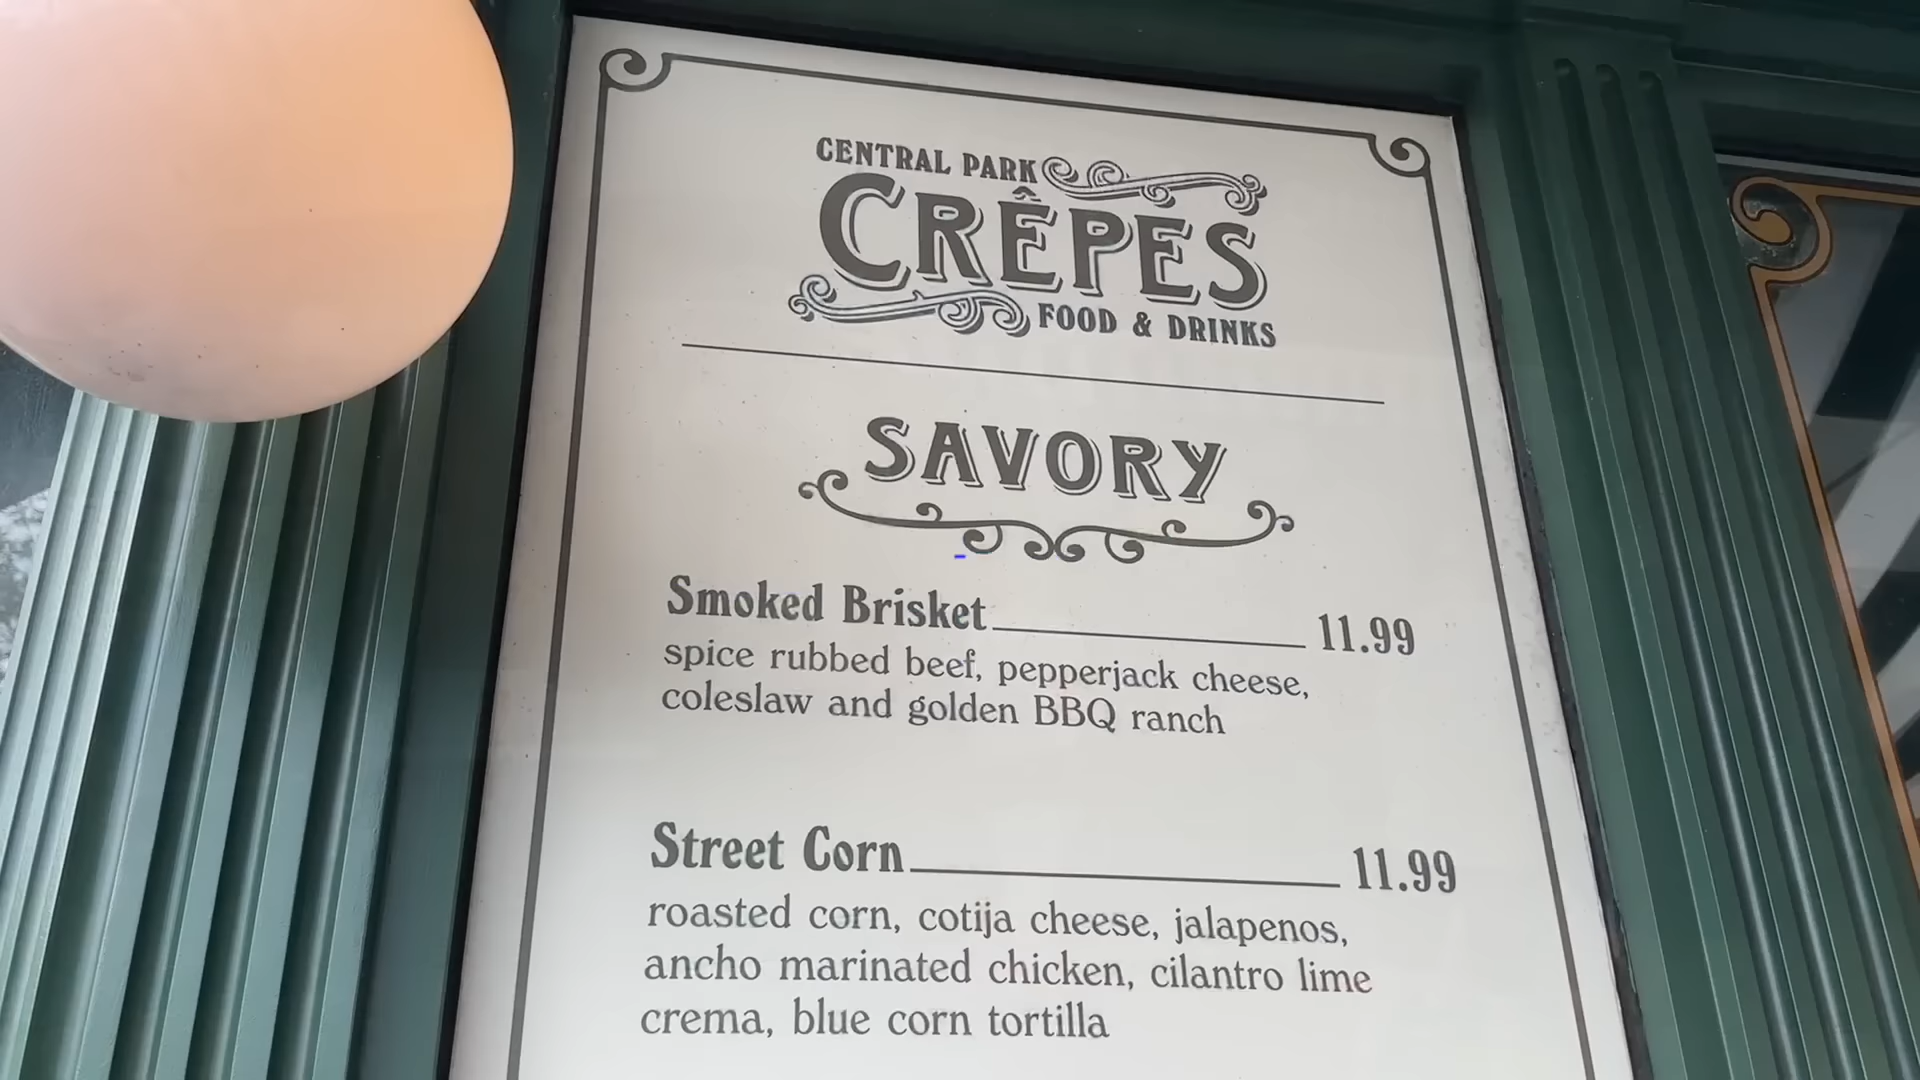 CENTRAL PARK
CRÊPES
FOOD & DRINKS
SAVORY
Smoked Brisket 11.99
spice rubbed beef, pepperjack cheese,
coleslaw and golden BBQ ranch
Street Corn 11.99
roasted corn, cotija cheese, jalapenos,
ancho marinated chicken, cilantro lime
crema, blue corn tortilla